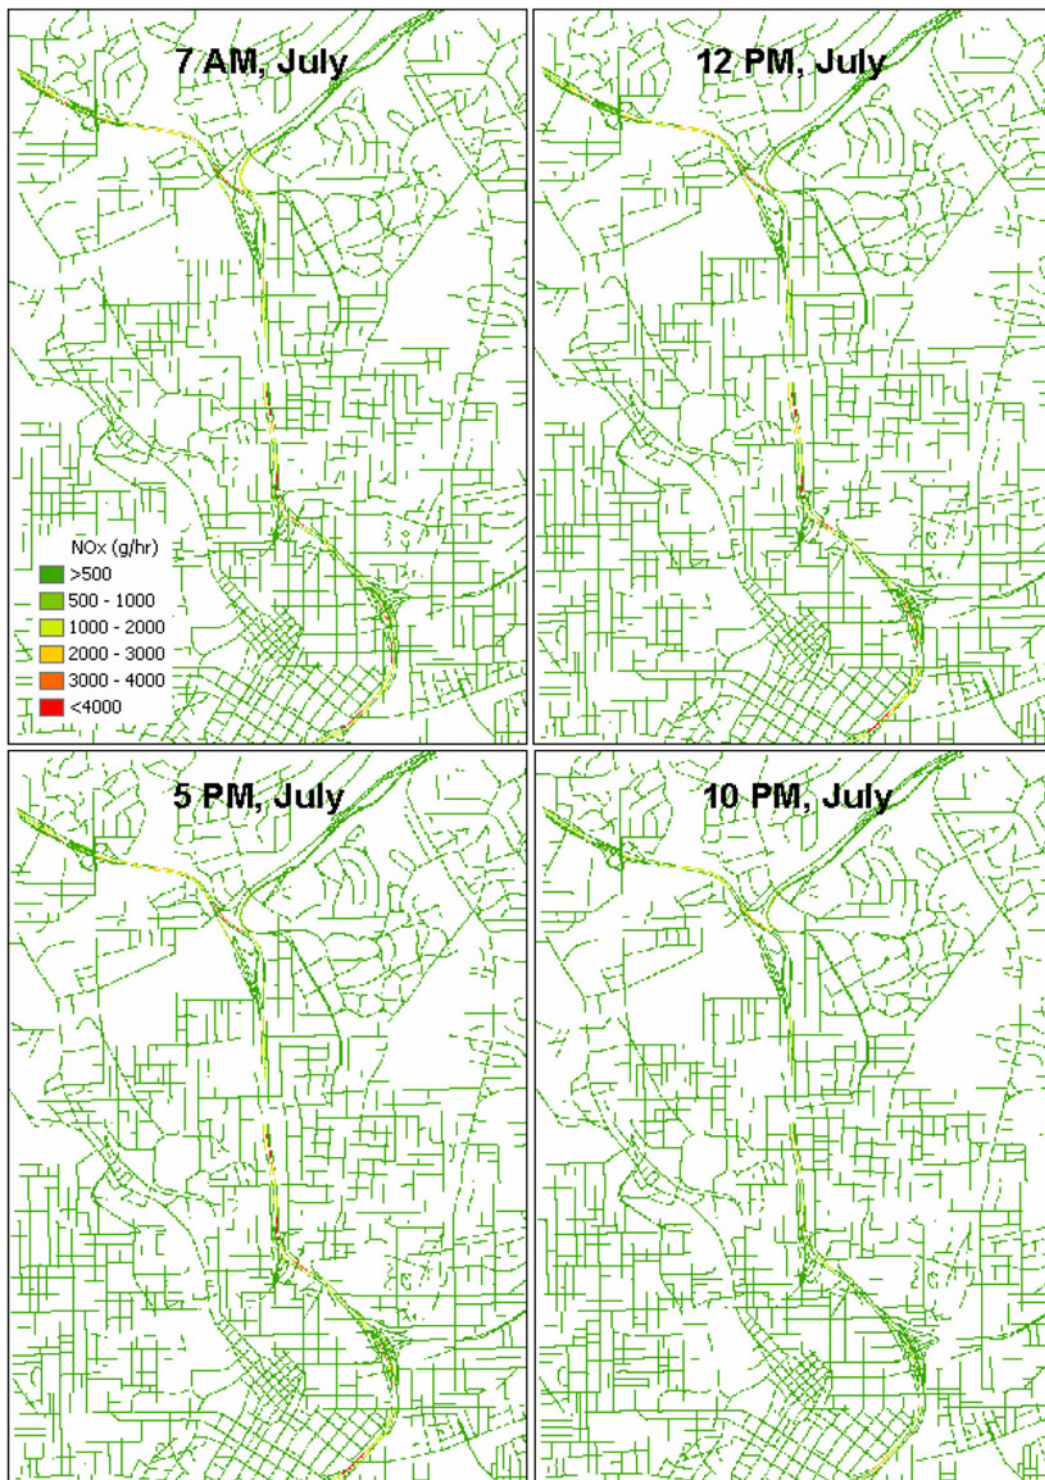 7 AM, July
12 PM, July
NOx (g/hr)
>500
500 - 1000
1000 - 2000
2000 - 3000
3000 - 4000
<4000
5 PM, July
10 PM, July